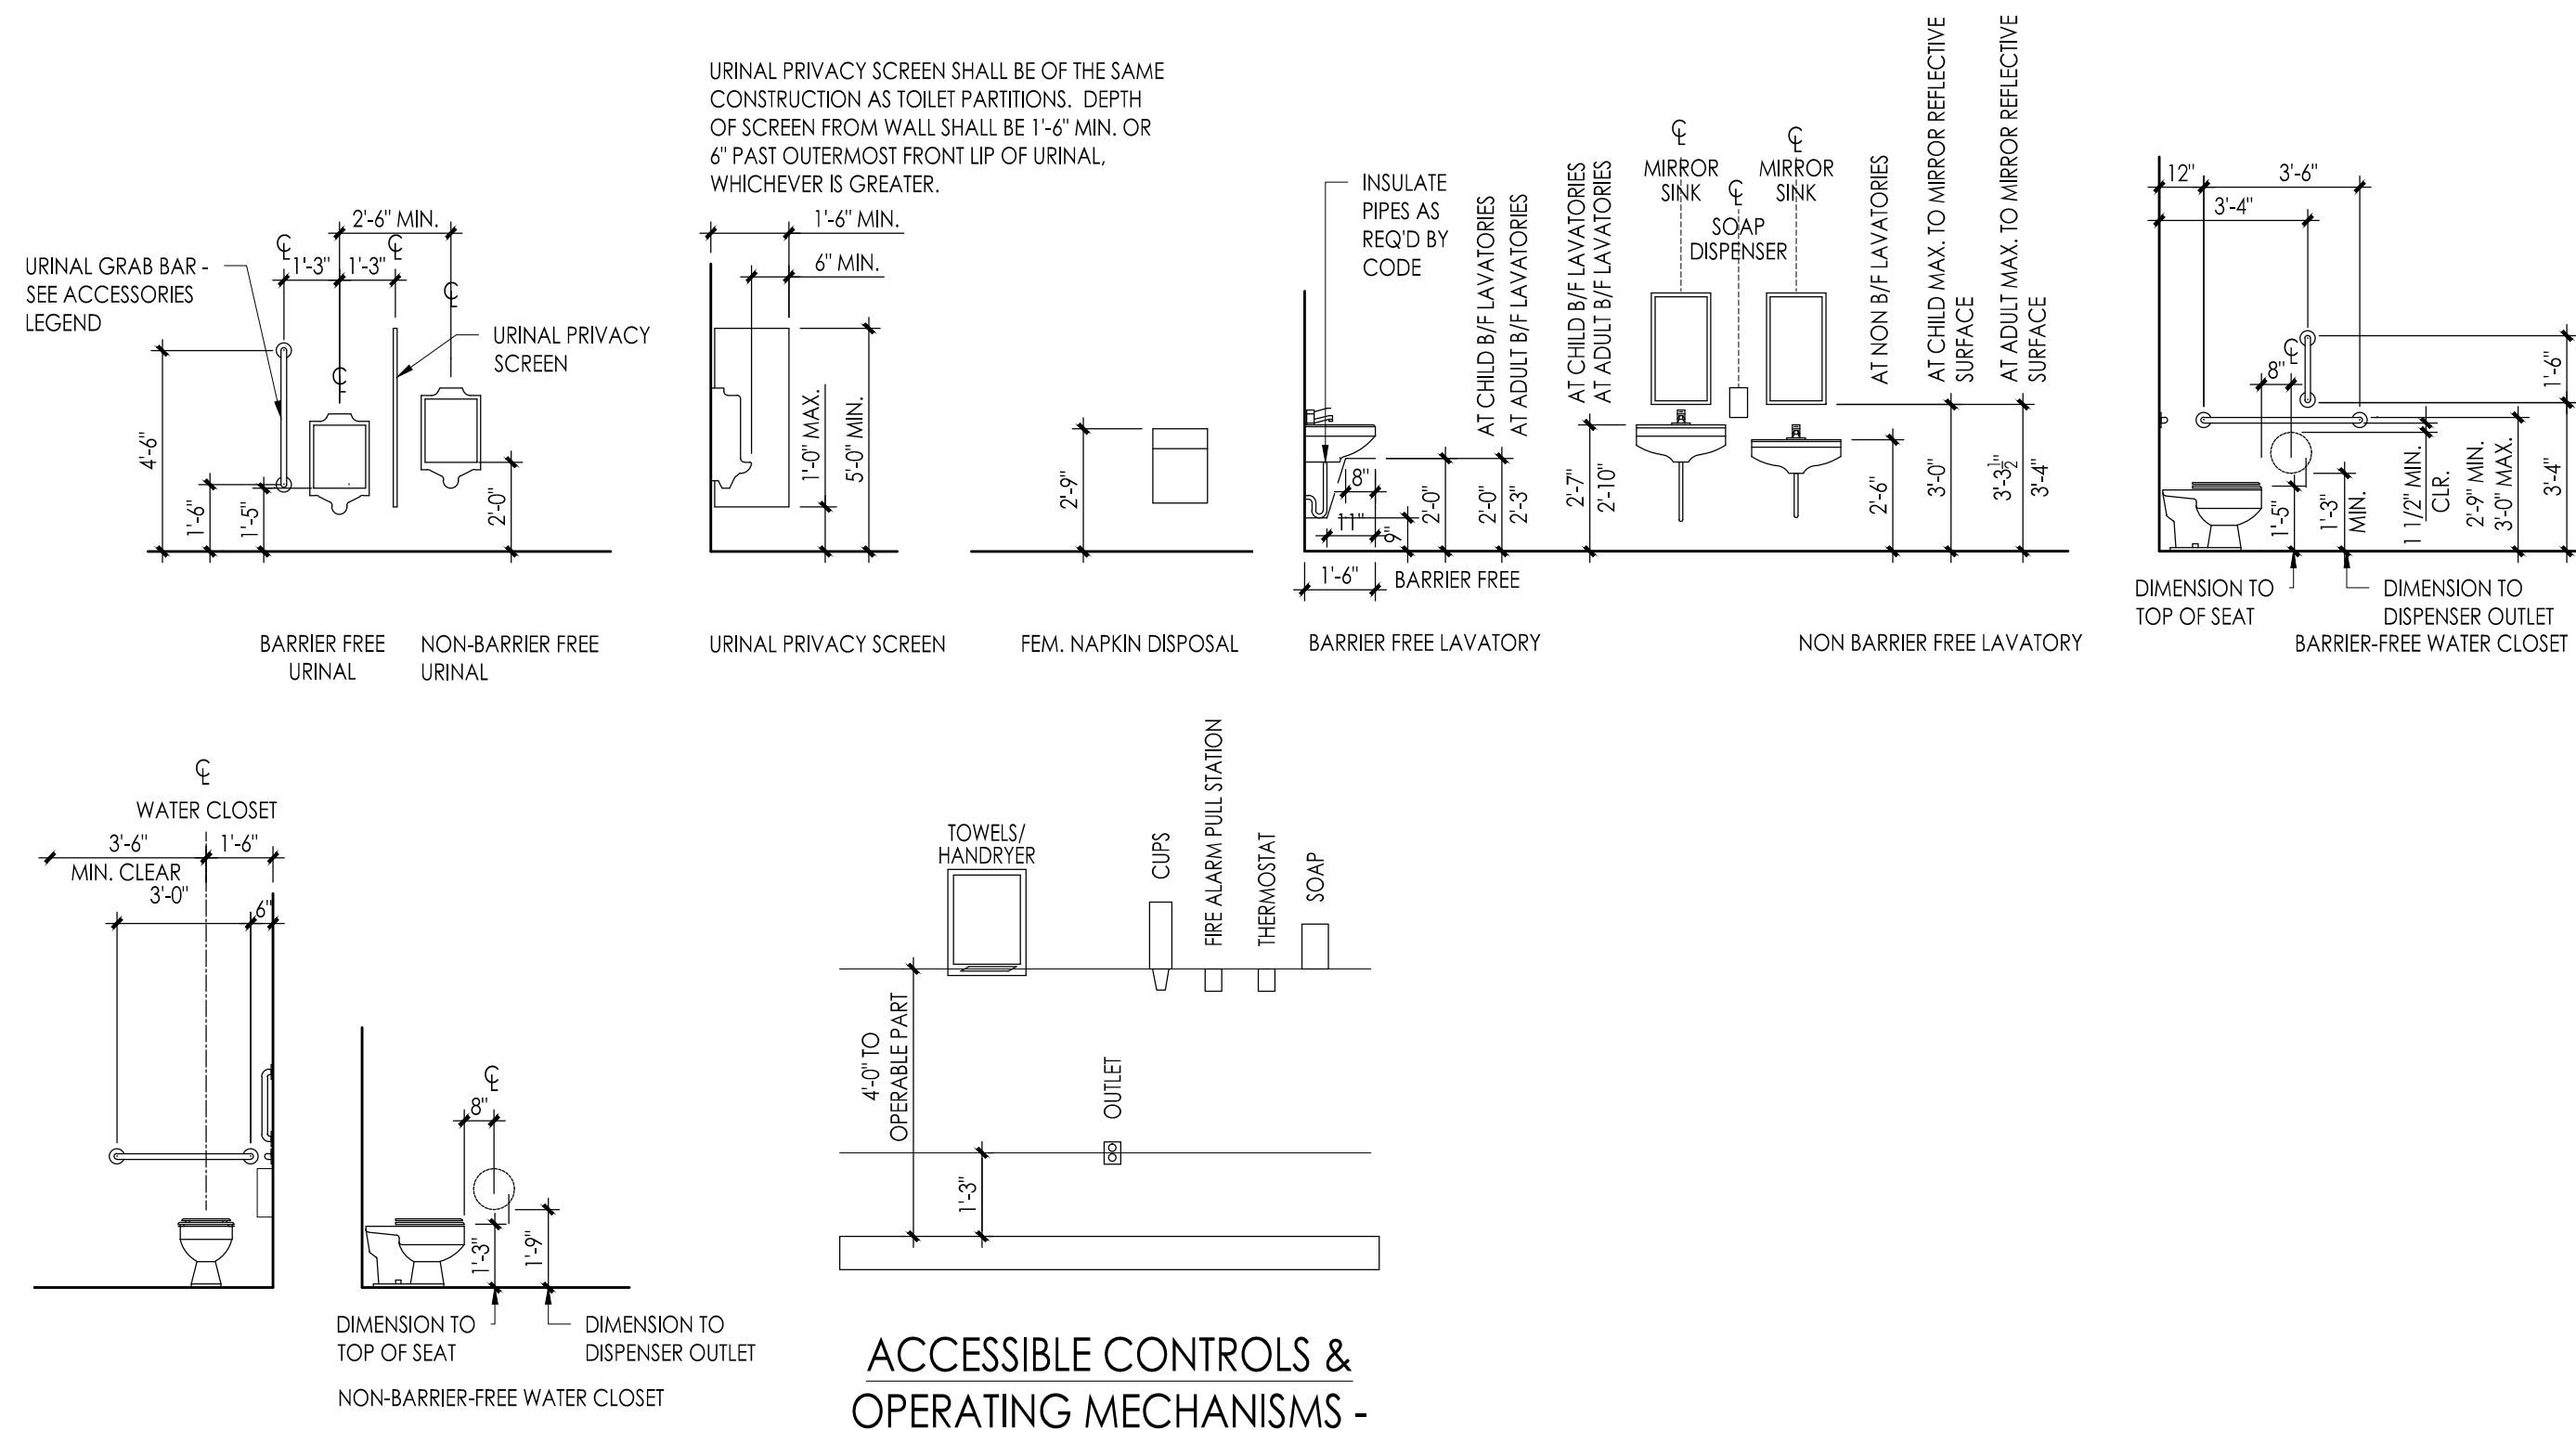 URINAL PRIVACY SCREEN SHALL BE OF THE SAME
CONSTRUCTION AS TOILET PARTITIONS. DEPTH
OF SCREEN FROM WALL SHALL BE 1'-6" MIN. OR
6" PAST OUTERMOST FRONT LIP OF URINAL,
WHICHEVER IS GREATER.
2'-6" MIN.
℄
℄
1'-3"
1'-3"
URINAL GRAB BAR -
SEE ACCESSORIES
LEGEND
℄
℄
URINAL PRIVACY
SCREEN
4'-6"
1'-6"
1'-5"
2'-0"
BARRIER FREE
URINAL
NON-BARRIER FREE
URINAL
1'-6" MIN.
6" MIN.
1'-0" MAX.
5'-0" MIN.
URINAL PRIVACY SCREEN
2'-9"
FEM. NAPKIN DISPOSAL
INSULATE
PIPES AS
REQ'D BY
CODE
8"
11"
9"
2'-0"
1'-6"
BARRIER FREE
AT CHILD B/F LAVATORIES
2'-0"
AT ADULT B/F LAVATORIES
2'-3"
BARRIER FREE LAVATORY
AT CHILD B/F LAVATORIES
2'-7"
AT ADULT B/F LAVATORIES
2'-10"
℄
MIRROR
SINK
℄
SOAP
DISPENSER
℄
MIRROR
SINK
AT NON B/F LAVATORIES
2'-6"
AT CHILD MAX. TO MIRROR REFLECTIVE
SURFACE
3'-0"
AT ADULT MAX. TO MIRROR REFLECTIVE
SURFACE
3'-3 1/2"
3'-4"
NON BARRIER FREE LAVATORY
12"
3'-6"
3'-4"
℄
8"
1'-6"
3'-4"
1'-5"
1'-3"
MIN.
1 1/2" MIN.
CLR.
2'-9" MIN.
3'-0" MAX.
DIMENSION TO
TOP OF SEAT
DIMENSION TO
DISPENSER OUTLET
BARRIER-FREE WATER CLOSET
℄
WATER CLOSET
3'-6"
1'-6"
MIN. CLEAR
3'-0"
6"
℄
8"
1'-3"
1'-9"
DIMENSION TO
TOP OF SEAT
DIMENSION TO
DISPENSER OUTLET
NON-BARRIER-FREE WATER CLOSET
TOWELS/
HANDRYER
CUPS
FIRE ALARM PULL STATION
THERMOSTAT
SOAP
4'-0" TO
OPERABLE PART
OUTLET
1'-3"
ACCESSIBLE CONTROLS &
OPERATING MECHANISMS -